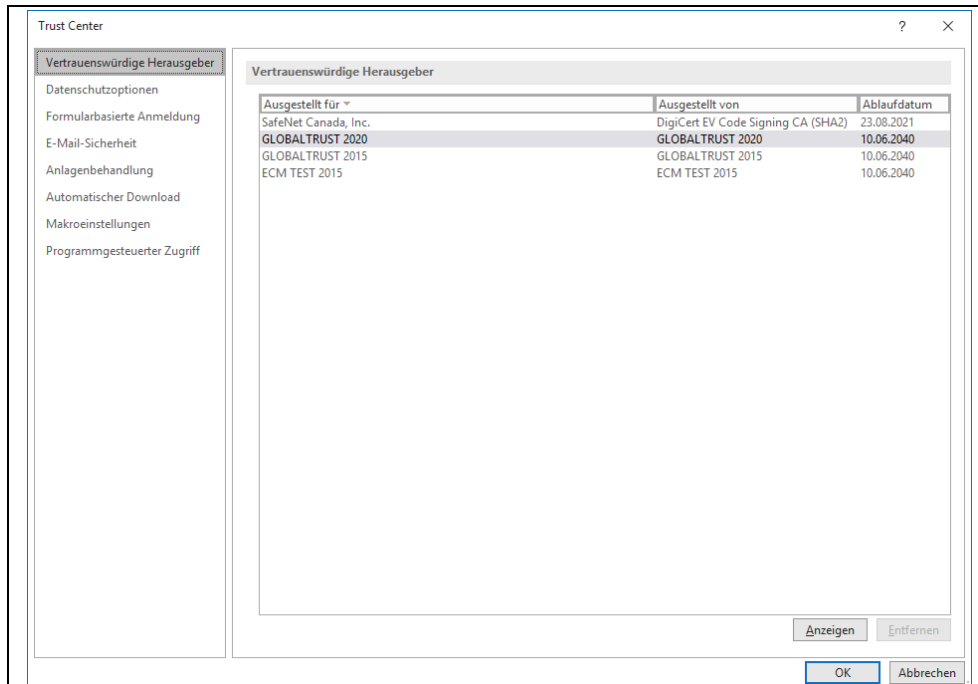 Trust Center ? ×
Vertrauenswürdige Herausgeber
Datenschutzoptionen
Formularbasierte Anmeldung
E-Mail-Sicherheit
Anlagenbehandlung
Automatischer Download
Makroeinstellungen
Programmgesteuerter Zugriff
Vertrauenswürdige Herausgeber
Ausgestellt für Ausgestellt von Ablaufdatum
SafeNet Canada, Inc. DigiCert EV Code Signing CA (SHA2) 23.08.2021
GLOBALTRUST 2020 GLOBALTRUST 2020 10.06.2040
GLOBALTRUST 2015 GLOBALTRUST 2015 10.06.2040
ECM TEST 2015 ECM TEST 2015 10.06.2040
Anzeigen Entfernen
OK Abbrechen